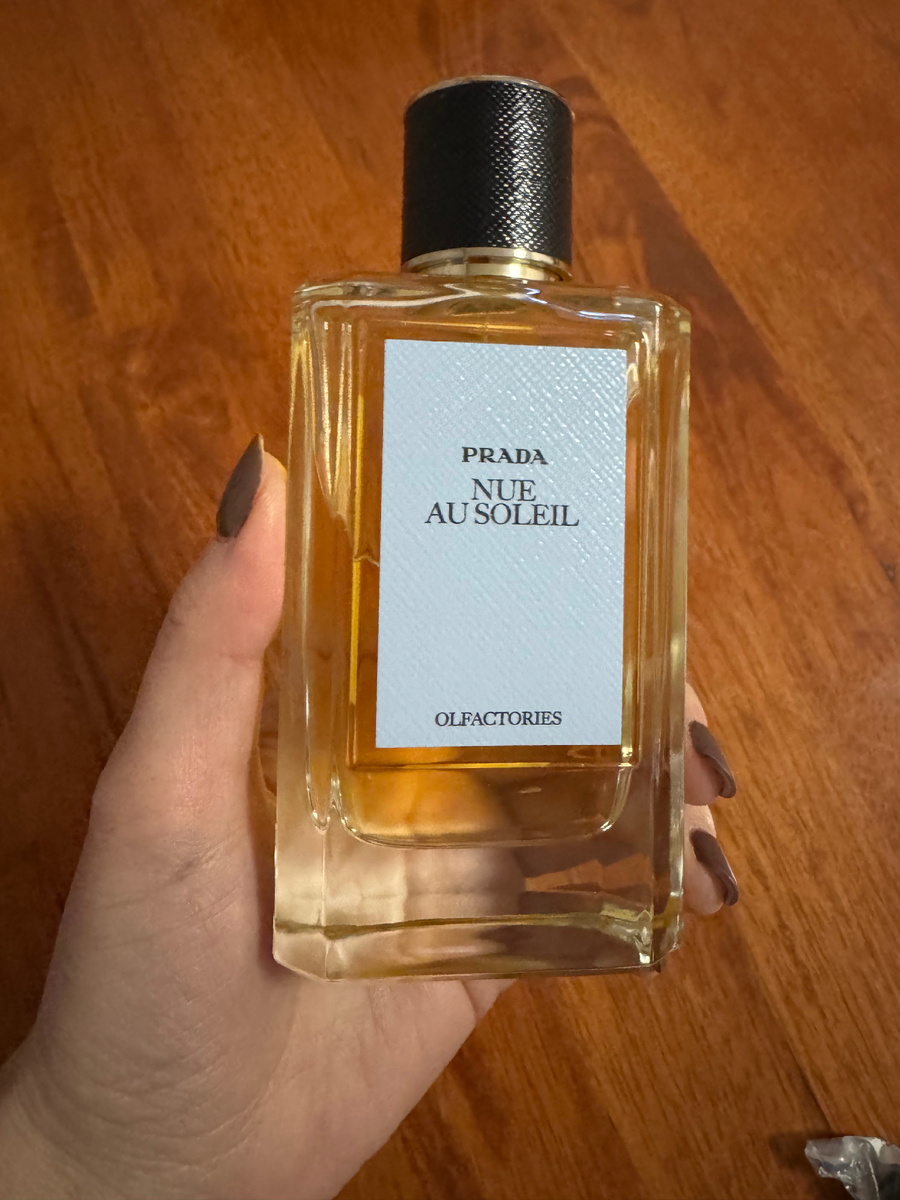 PRADA
NUE
AU SOLEIL
OLFACTORIES